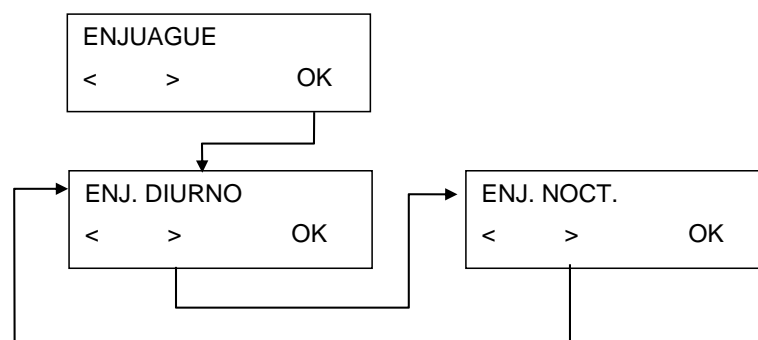 ENJUAGUE
< > OK
ENJ. DIURNO
< > OK
ENJ. NOCT.
< > OK